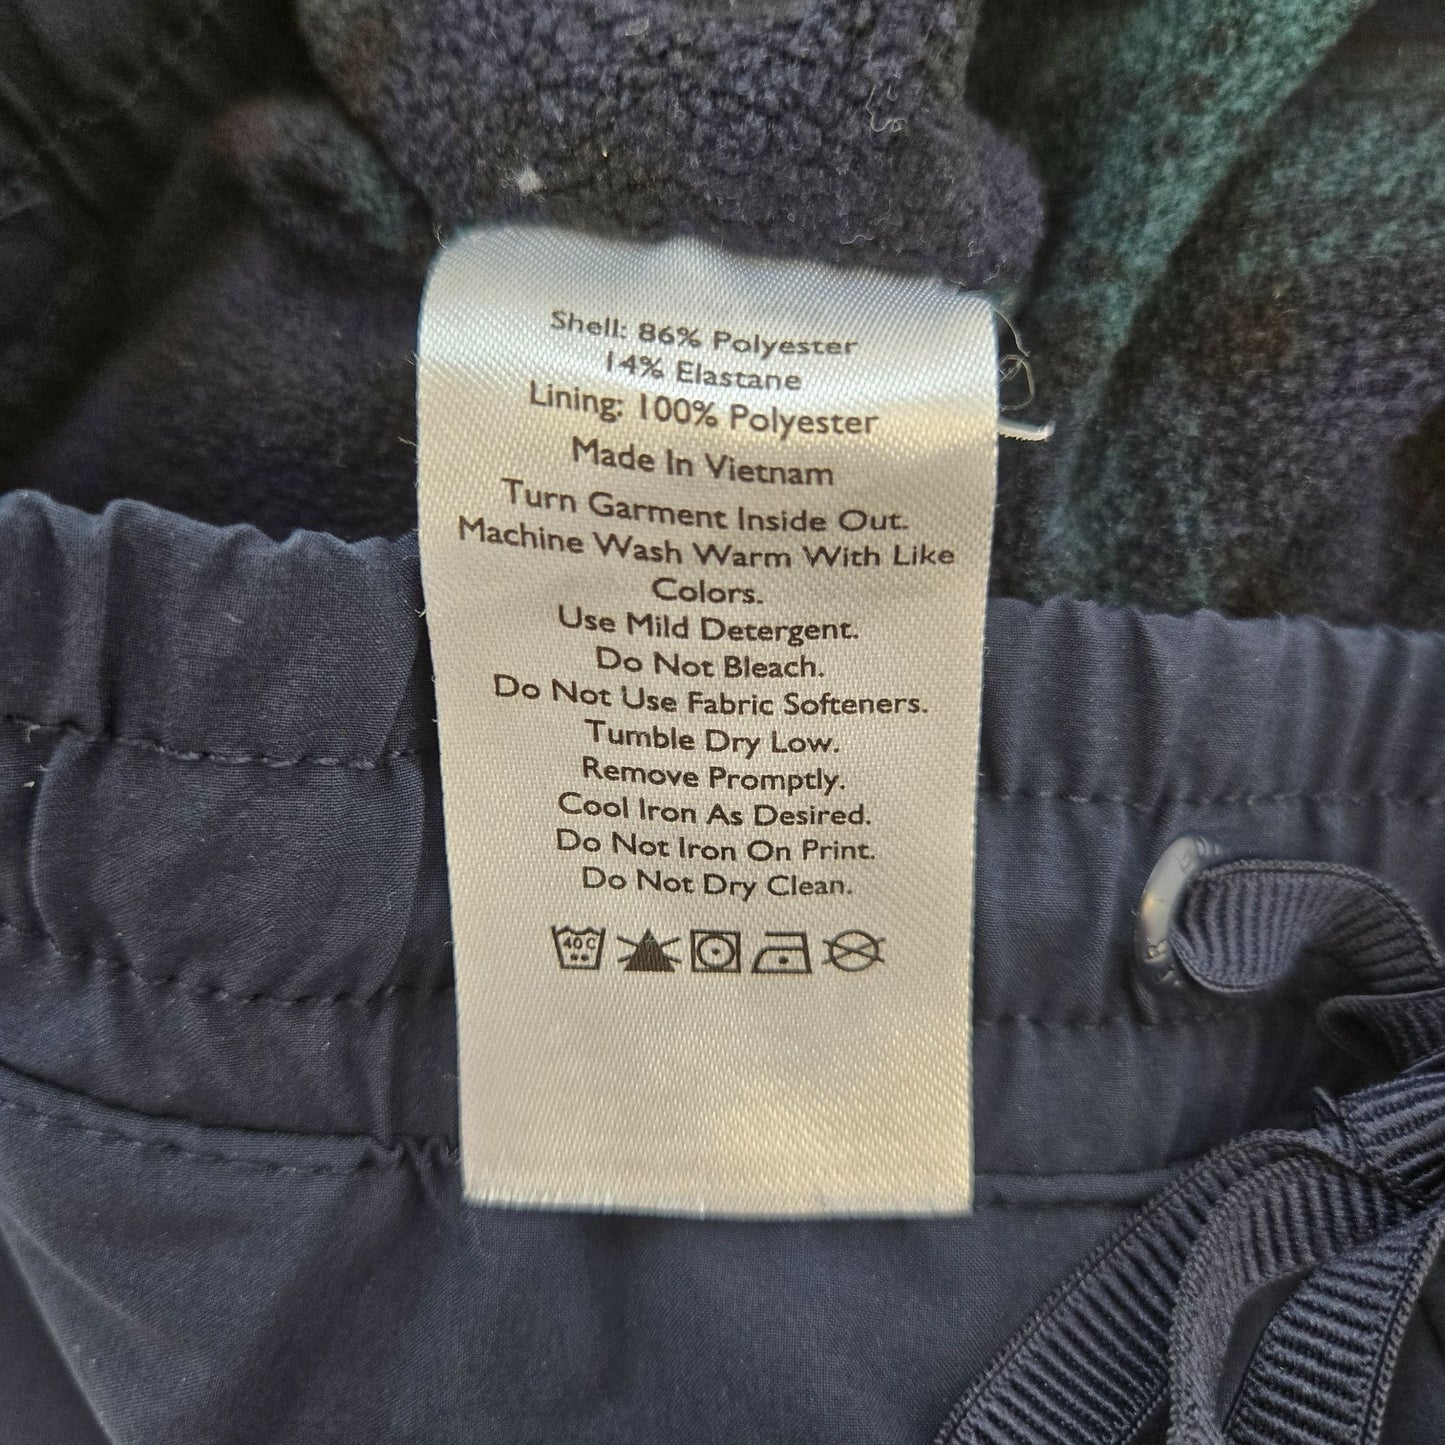 Shell: 86% Polyester
14% Elastane
Lining: 100% Polyester
Made In Vietnam
Turn Garment Inside Out.
Machine Wash Warm With Like
Colors.
Use Mild Detergent.
Do Not Bleach.
Do Not Use Fabric Softeners.
Tumble Dry Low.
Remove Promptly.
Cool Iron As Desired.
Do Not Iron On Print.
Do Not Dry Clean.
40 C